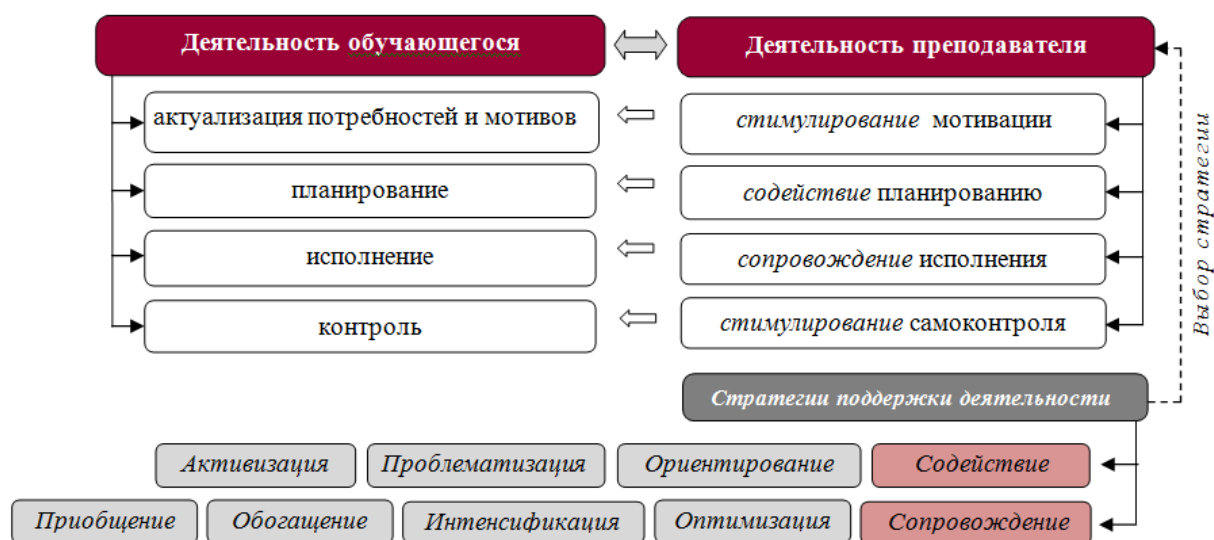 Деятельность обучающегося
Деятельность преподавателя
актуализация потребностей и мотивов
стимулирование мотивации
планирование
содействие планированию
исполнение
сопровождение исполнения
контроль
стимулирование самоконтроля
Выбор стратегии
Стратегии поддержки деятельности
Активизация
Проблематизация
Ориентирование
Содействие
Приобщение
Обогащение
Интенсификация
Оптимизация
Сопровождение